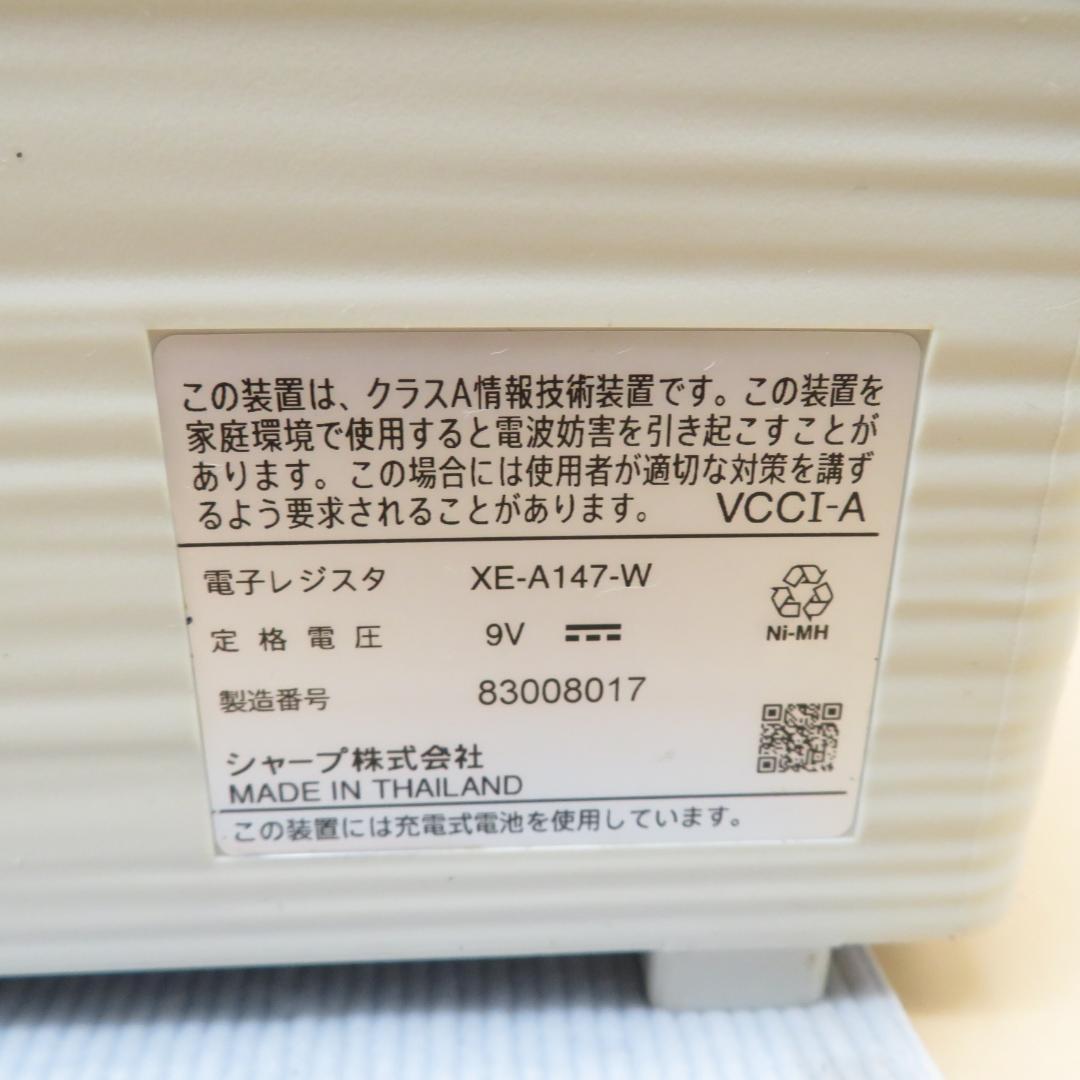 この装置は、クラスA情報技術装置です。この装置を
家庭環境で使用すると電波妨害を引き起こすことが
あります。この場合には使用者が適切な対策を講ず
るよう要求されることがあります。 VCCI-A
電子レジスタ XE-A147-W
定格電圧 9V
Ni-MH
製造番号 83008017
シャープ株式会社
MADE IN THAILAND
この装置には充電式電池を使用しています。